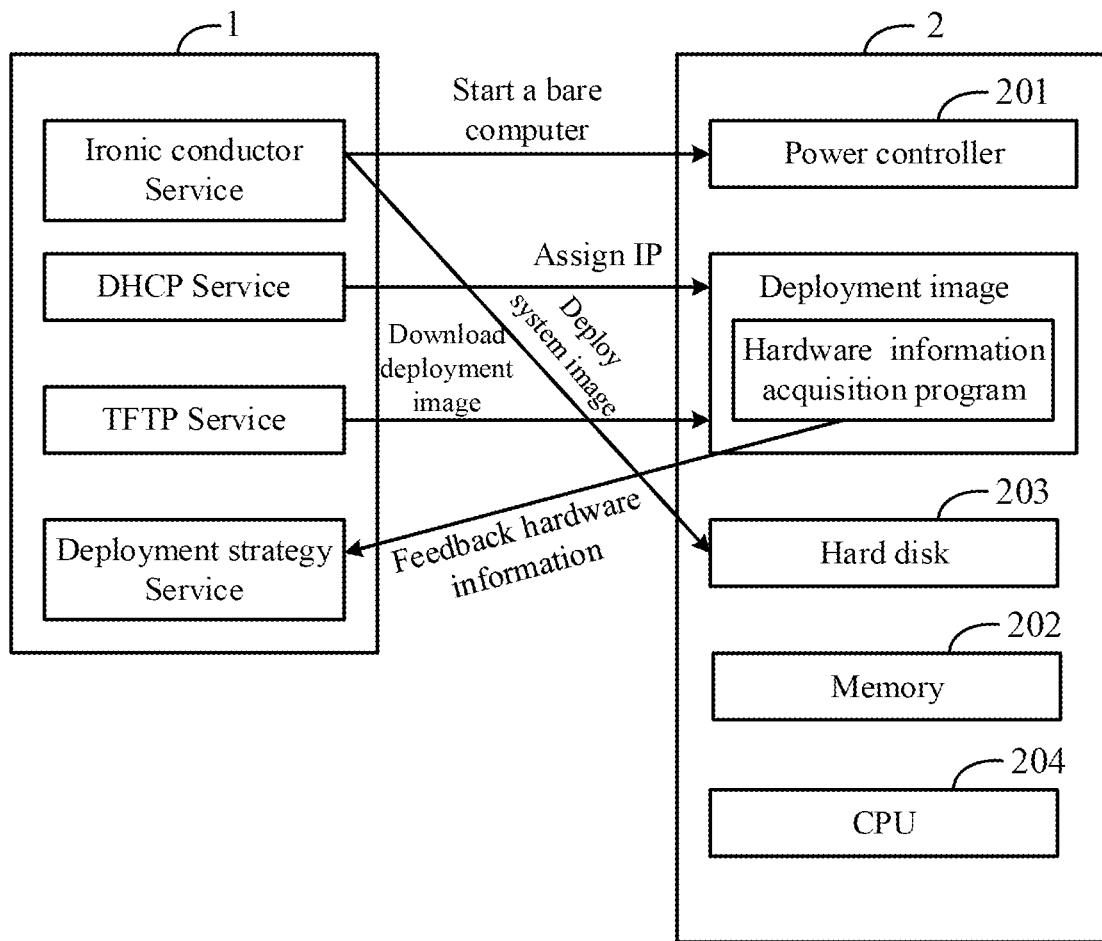 1
2
Ironic conductor
Service
Start a bare
computer
201
Power controller
DHCP Service
Assign IP
Deployment image
Hardware information
acquisition program
Deploy
system image
TFTP Service
Download
deployment
image
Deployment strategy
Service
Feedback hardware
information
203
Hard disk
202
Memory
204
CPU